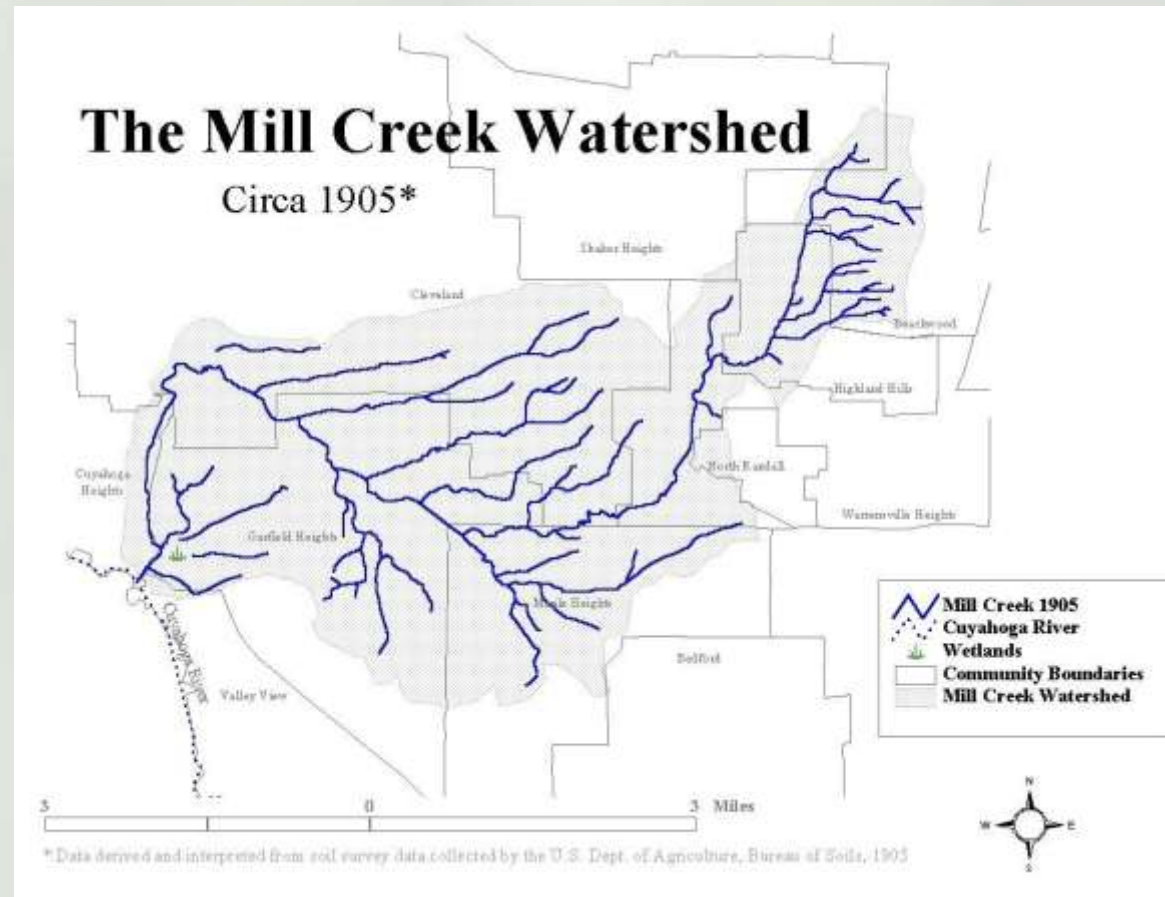 The Mill Creek Watershed
Circa 1905*
Shaker Heights
Cleveland
Beachwood
Highland Hills
Cuyahoga
Heights
North Randall
Warrensville Heights
Garfield Heights
Maple Heights
Bedford
Cuyahoga River
Valley View
Mill Creek 1905
Cuyahoga River
Wetlands
Community Boundaries
Mill Creek Watershed
3 0 3 Miles
N
W E
S
* Data derived and interpreted from soil survey data collected by the U.S. Dept. of Agriculture, Bureau of Soils, 1905